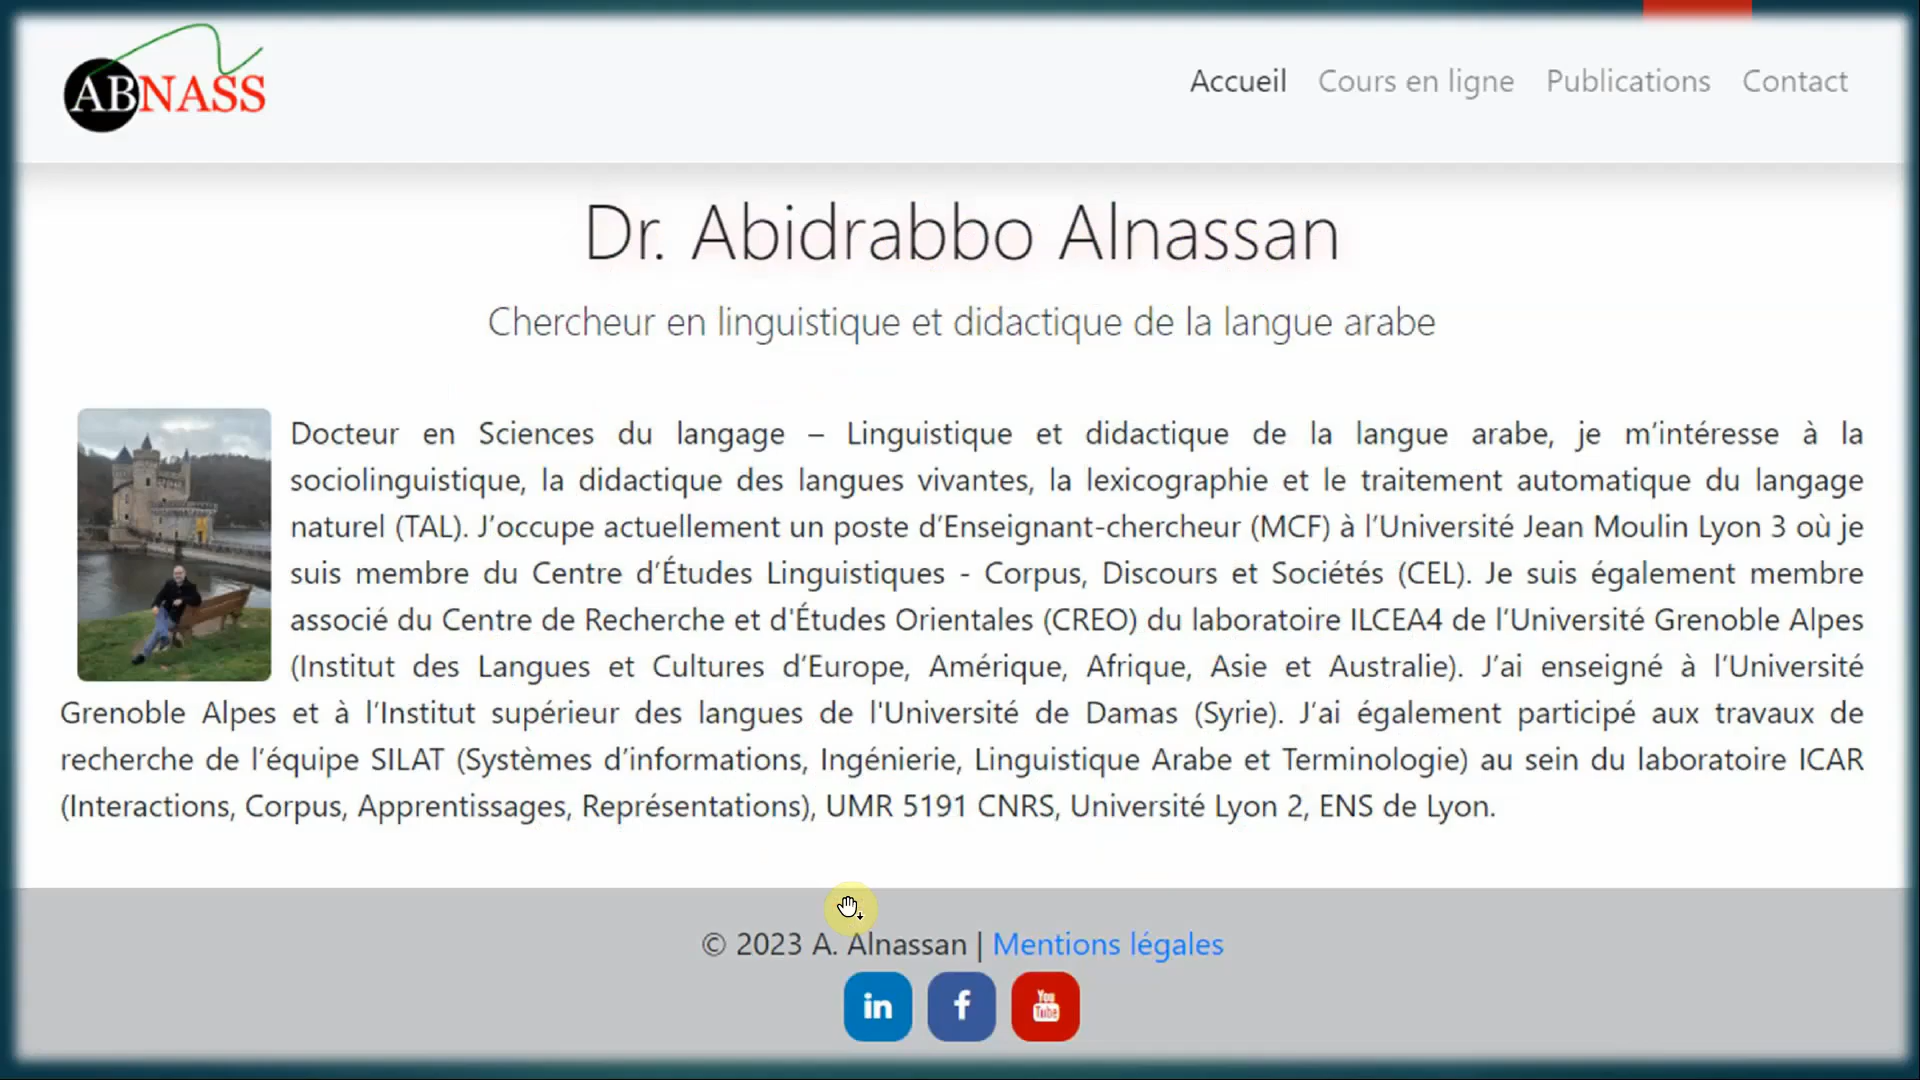 ABNASS
Accueil Cours en ligne Publications Contact
Dr. Abidrabbo Alnassan
Chercheur en linguistique et didactique de la langue arabe
Docteur en Sciences du langage – Linguistique et didactique de la langue arabe, je m’intéresse à la
sociolinguistique, la didactique des langues vivantes, la lexicographie et le traitement automatique du langage
naturel (TAL). J’occupe actuellement un poste d’Enseignant-chercheur (MCF) à l’Université Jean Moulin Lyon 3 où je
suis membre du Centre d’Études Linguistiques - Corpus, Discours et Sociétés (CEL). Je suis également membre
associé du Centre de Recherche et d'Études Orientales (CREO) du laboratoire ILCEA4 de l’Université Grenoble Alpes
(Institut des Langues et Cultures d’Europe, Amérique, Afrique, Asie et Australie). J’ai enseigné à l’Université
Grenoble Alpes et à l’Institut supérieur des langues de l'Université de Damas (Syrie). J’ai également participé aux travaux de
recherche de l’équipe SILAT (Systèmes d’informations, Ingénierie, Linguistique Arabe et Terminologie) au sein du laboratoire ICAR
(Interactions, Corpus, Apprentissages, Représentations), UMR 5191 CNRS, Université Lyon 2, ENS de Lyon.
© 2023 A. Alnassan | Mentions légales
in f You Tube